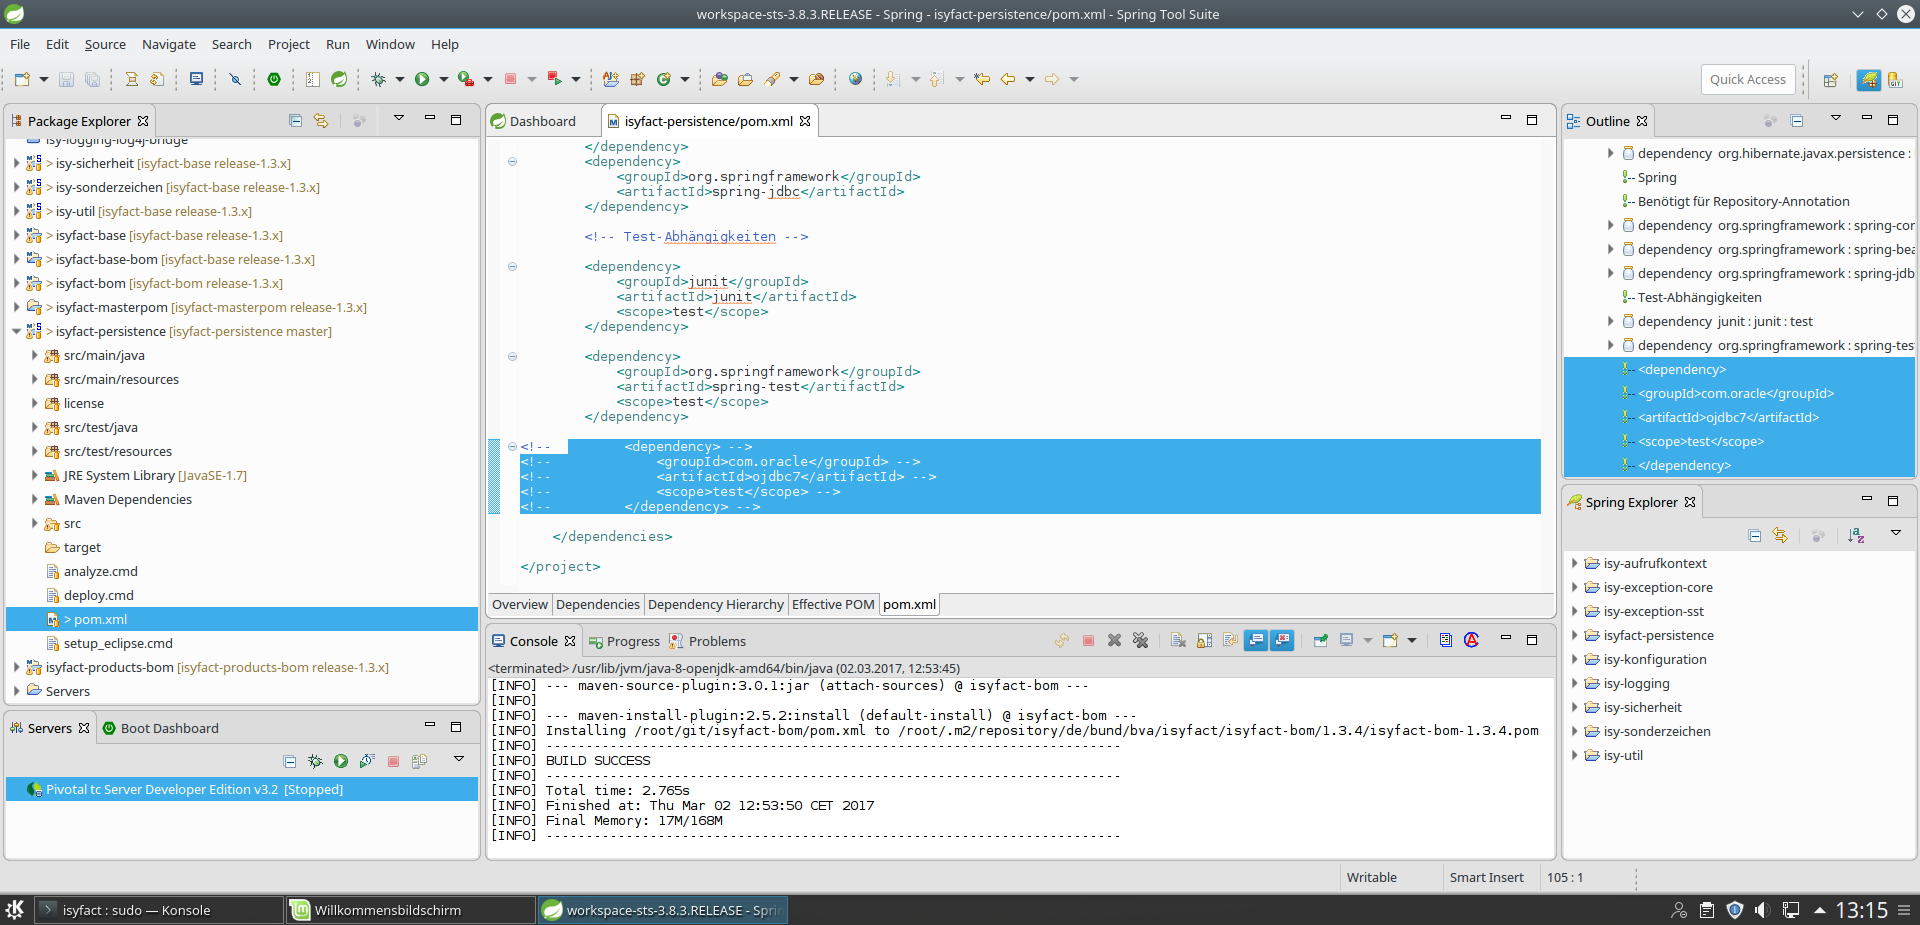 workspace-sts-3.8.3.RELEASE - Spring - isyfact-persistence/pom.xml - Spring Tool Suite
File Edit Source Navigate Search Project Run Window Help
Quick Access
Package Explorer
isy-logging-log4j-bridge
> isy-sicherheit [isyfact-base release-1.3.x]
> isy-sonderzeichen [isyfact-base release-1.3.x]
> isy-util [isyfact-base release-1.3.x]
> isyfact-base [isyfact-base release-1.3.x]
> isyfact-base-bom [isyfact-base release-1.3.x]
> isyfact-bom [isyfact-bom release-1.3.x]
> isyfact-masterpom [isyfact-masterpom release-1.3.x]
> isyfact-persistence [isyfact-persistence master]
src/main/java
src/main/resources
license
src/test/java
src/test/resources
JRE System Library [JavaSE-1.7]
Maven Dependencies
src
target
analyze.cmd
deploy.cmd
> pom.xml
setup_eclipse.cmd
isyfact-products-bom [isyfact-products-bom release-1.3.x]
Servers
Servers Boot Dashboard
Pivotal tc Server Developer Edition v3.2 [Stopped]
Dashboard isyfact-persistence/pom.xml
</dependency>
<dependency>
<groupId>org.springframework</groupId>
<artifactId>spring-jdbc</artifactId>
</dependency>
<!-- Test-Abhängigkeiten -->
<dependency>
<groupId>junit</groupId>
<artifactId>junit</artifactId>
<scope>test</scope>
</dependency>
<dependency>
<groupId>org.springframework</groupId>
<artifactId>spring-test</artifactId>
<scope>test</scope>
</dependency>
<!-- <dependency> -->
<!-- <groupId>com.oracle</groupId> -->
<!-- <artifactId>ojdbc7</artifactId> -->
<!-- <scope>test</scope> -->
<!-- </dependency> -->
</dependencies>
</project>
Overview Dependencies Dependency Hierarchy Effective POM pom.xml
Console Progress Problems
<terminated> /usr/lib/jvm/java-8-openjdk-amd64/bin/java (02.03.2017, 12:53:45)
[INFO] --- maven-source-plugin:3.0.1:jar (attach-sources) @ isyfact-bom ---
[INFO]
[INFO] --- maven-install-plugin:2.5.2:install (default-install) @ isyfact-bom ---
[INFO] Installing /root/git/isyfact-bom/pom.xml to /root/.m2/repository/de/bund/bva/isyfact/isyfact-bom/1.3.4/isyfact-bom-1.3.4.pom
[INFO] ------------------------------------------------------------------------
[INFO] BUILD SUCCESS
[INFO] ------------------------------------------------------------------------
[INFO] Total time: 2.765s
[INFO] Finished at: Thu Mar 02 12:53:50 CET 2017
[INFO] Final Memory: 17M/168M
[INFO] ------------------------------------------------------------------------
Outline
dependency org.hibernate.javax.persistence :
Spring
Benötigt für Repository-Annotation
dependency org.springframework : spring-cor
dependency org.springframework : spring-bea
dependency org.springframework : spring-jdb
Test-Abhängigkeiten
dependency junit : junit : test
dependency org.springframework : spring-tes
<dependency>
<groupId>com.oracle</groupId>
<artifactId>ojdbc7</artifactId>
<scope>test</scope>
</dependency>
Spring Explorer
isy-aufrufkontext
isy-exception-core
isy-exception-sst
isyfact-persistence
isy-konfiguration
isy-logging
isy-sicherheit
isy-sonderzeichen
isy-util
Writable Smart Insert 105 : 1
isyfact : sudo — Konsole Willkommensbildschirm workspace-sts-3.8.3.RELEASE - Sprin 13:15